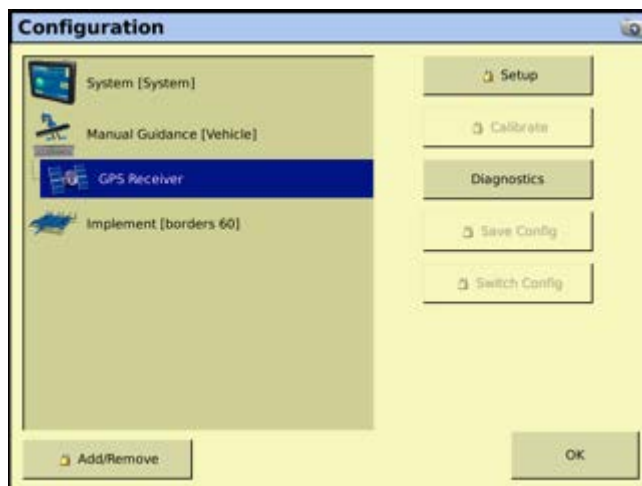 Configuration
System [System]
Manual Guidance [Vehicle]
GPS Receiver
Implement [borders 60]
Setup
Calibrate
Diagnostics
Save Config
Switch Config
Add/Remove
OK